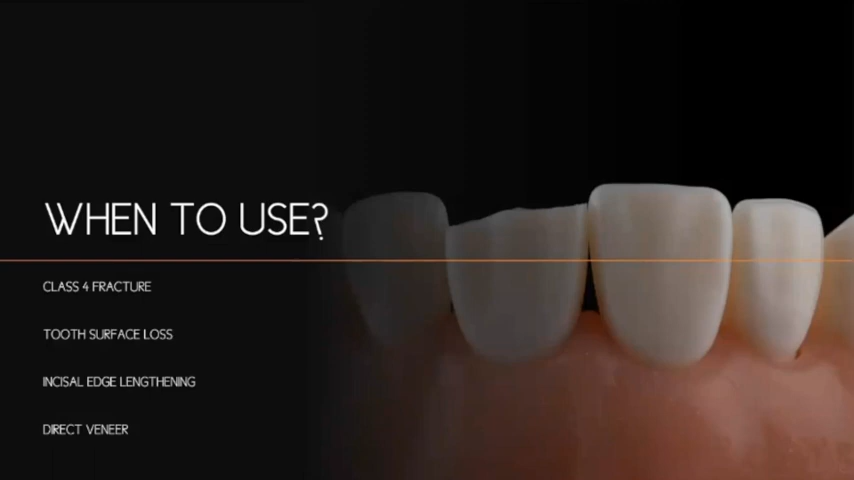 WHEN TO USE?
CLASS 4 FRACTURE
TOOTH SURFACE LOSS
INCISAL EDGE LENGTHENING
DIRECT VENEER